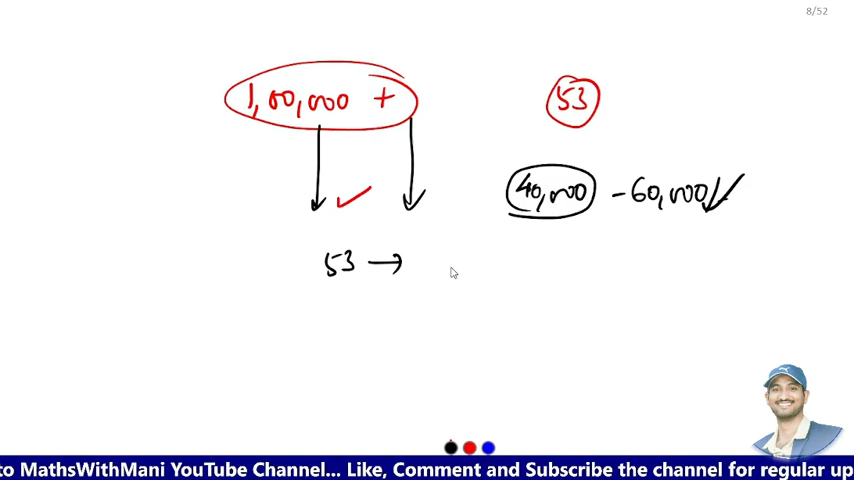 8/52
1,00,000 + 53
40,000 - 60,000
53 →
to MathsWithMani YouTube Channel... Like, Comment and Subscribe the channel for regular up